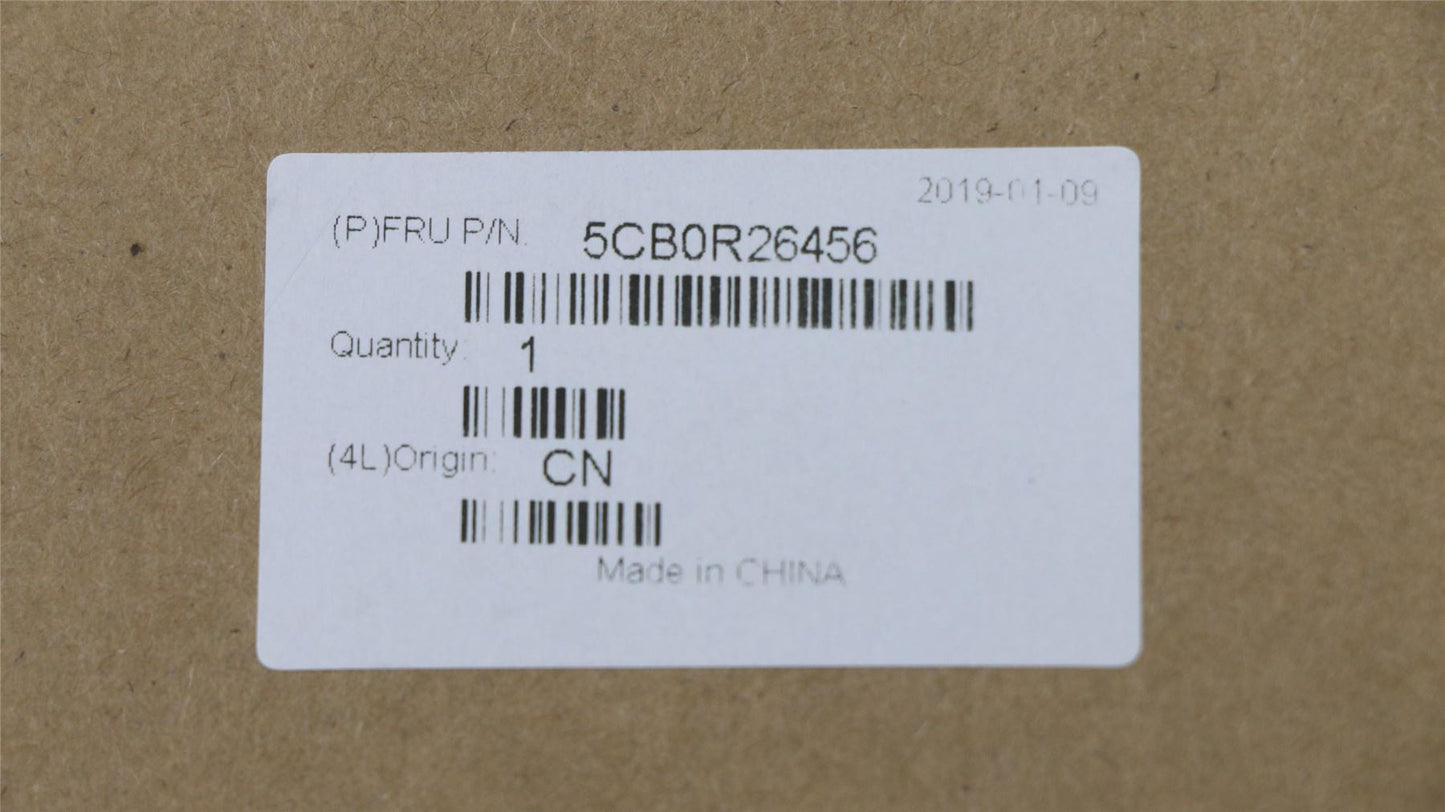 2019-01-09
(P)FRU P/N. 5CB0R26456
Quantity: 1
(4L)Origin: CN
Made in CHINA